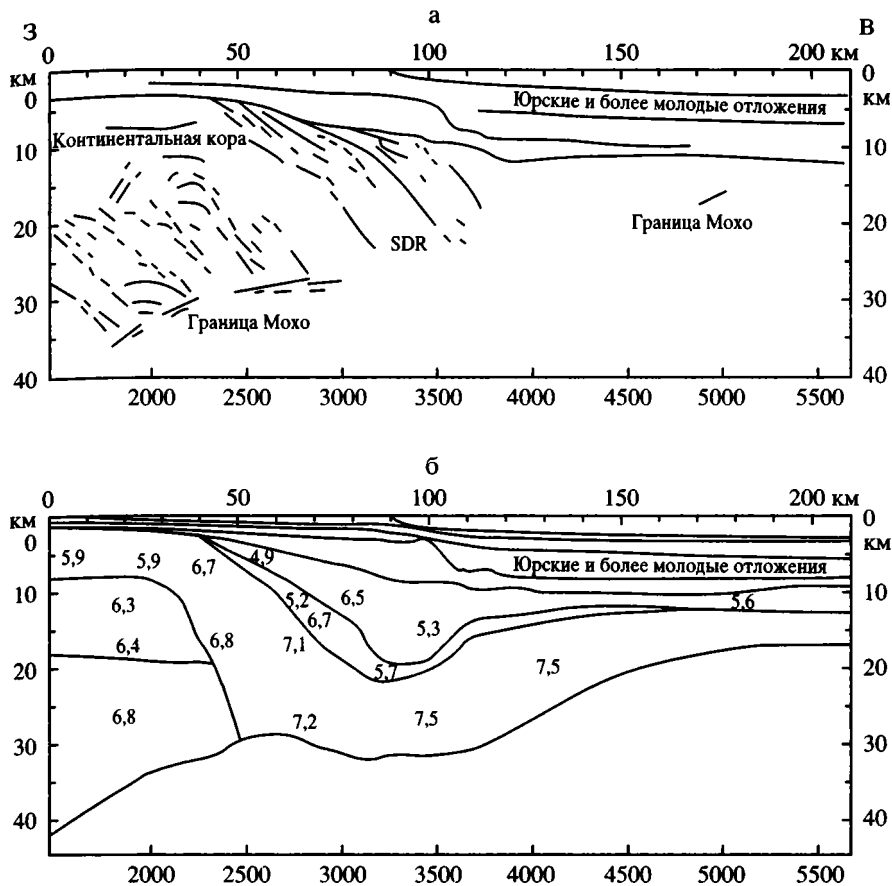 а
З
В
0 50 100 150 200 км
км
0
10
20
30
40
0
км
10
20
30
40
Юрские и более молодые отложения
Континентальная кора
SDR
Граница Мохо
Граница Мохо
2000 2500 3000 3500 4000 4500 5000 5500
б
0 50 100 150 200 км
км
0
10
20
30
40
0
км
10
20
30
40
Юрские и более молодые отложения
5,9 5,9 6,7 4,9
6,3 5,2 6,5 5,6
6,7
6,4 6,8 7,1 5,3
5,7 7,5
6,8 7,2 7,5
2000 2500 3000 3500 4000 4500 5000 5500